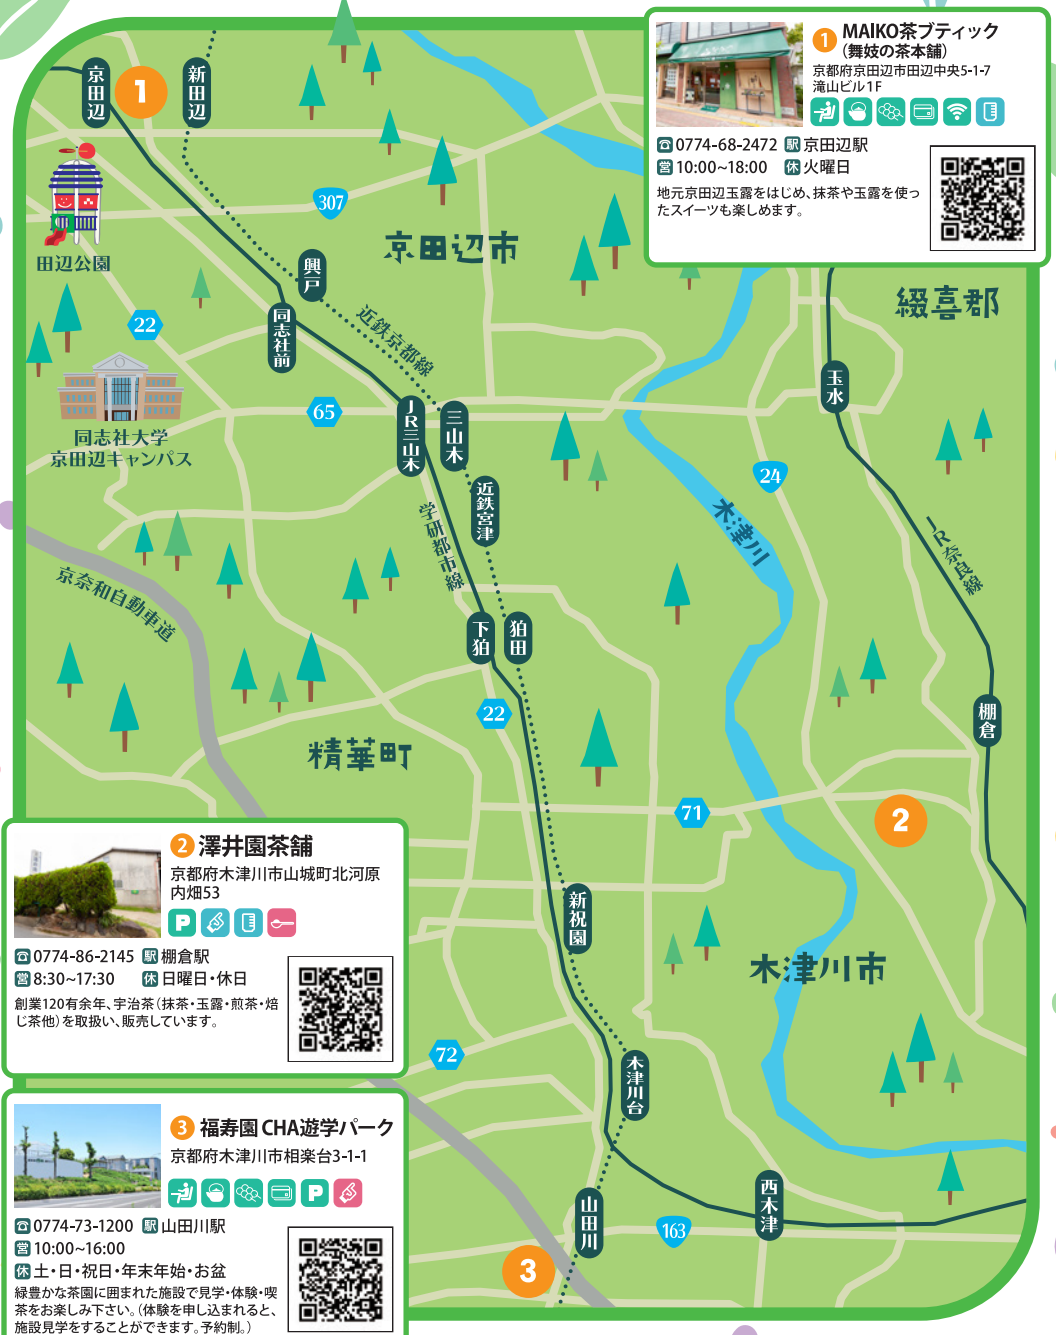 1 MAIKO茶ブティック
(舞妓の茶本舗)
京都府京田辺市田辺中央5-1-7
滝山ビル1F
☎0774-68-2472 駅 京田辺駅
営 10:00~18:00 休 火曜日
地元京田辺玉露をはじめ、抹茶や玉露を使っ
たスイーツも楽しめます。
京田辺
1
新田辺
307
京田辺市
田辺公園
興戸
綴喜郡
22
同志社前
近鉄京都線
玉水
65
JR三山木
三山木
同志社大学
京田辺キャンパス
24
近鉄宮津
学研都市線
木津川
JR奈良線
京奈和自動車道
下狛
狛田
22
棚倉
精華町
71
2
新祝園
木津川市
72
木津川台
西木津
山田川
163
3
2 澤井園茶舗
京都府木津川市山城町北河原
内畑53
P
☎0774-86-2145 駅 棚倉駅
営 8:30~17:30 休 日曜日・休日
創業120有余年、宇治茶(抹茶・玉露・煎茶・焙
じ茶他)を取扱い、販売しています。
3 福寿園 CHA遊学パーク
京都府木津川市相楽台3-1-1
P
☎0774-73-1200 駅 山田川駅
営 10:00~16:00
休 土・日・祝日・年末年始・お盆
緑豊かな茶園に囲まれた施設で見学・体験・喫
茶をお楽しみ下さい。(体験を申し込まれると、
施設見学をすることができます。予約制。)